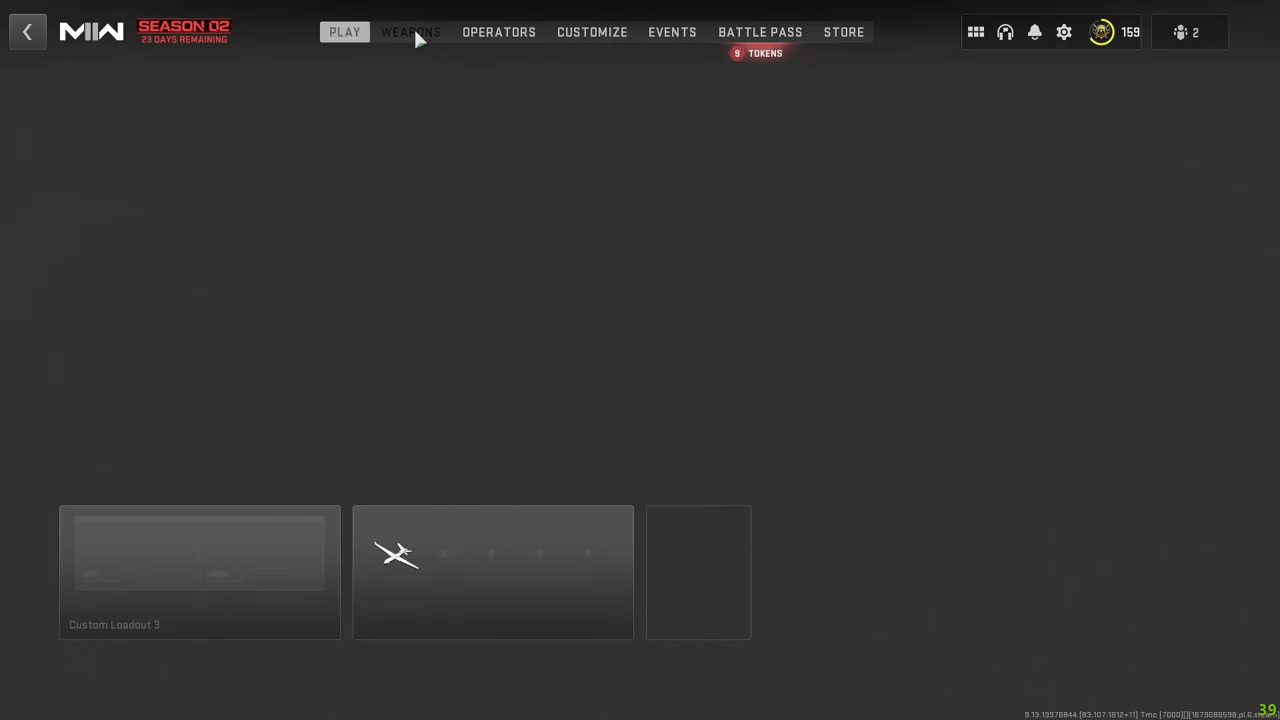 MW
SEASON 02
23 DAYS REMAINING
PLAY
WEAPONS
OPERATORS
CUSTOMIZE
EVENTS
BATTLE PASS
STORE
9 TOKENS
159
2
Custom Loadout 3
39